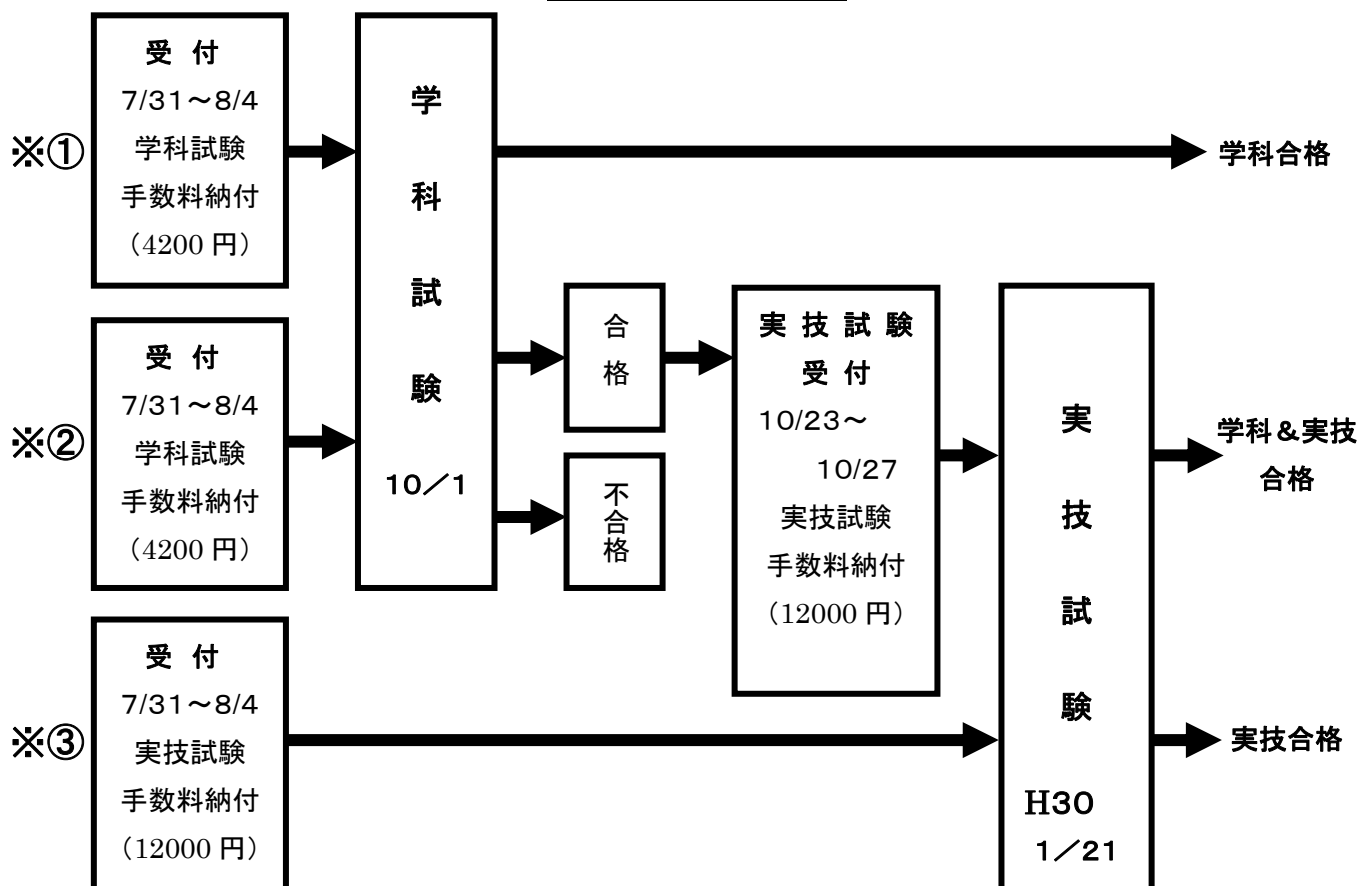 ※①
受 付
7/31～8/4
学科試験
手数料納付
（4200 円）
※②
受 付
7/31～8/4
学科試験
手数料納付
（4200 円）
※③
受 付
7/31～8/4
実技試験
手数料納付
（12000 円）
学
科
試
験
10／1
合
格
不
合
格
実 技 試 験
受 付
10/23～
10/27
実技試験
手数料納付
（12000 円）
実
技
試
験
H30
1／21
学科合格
学科＆実技
合格
実技合格